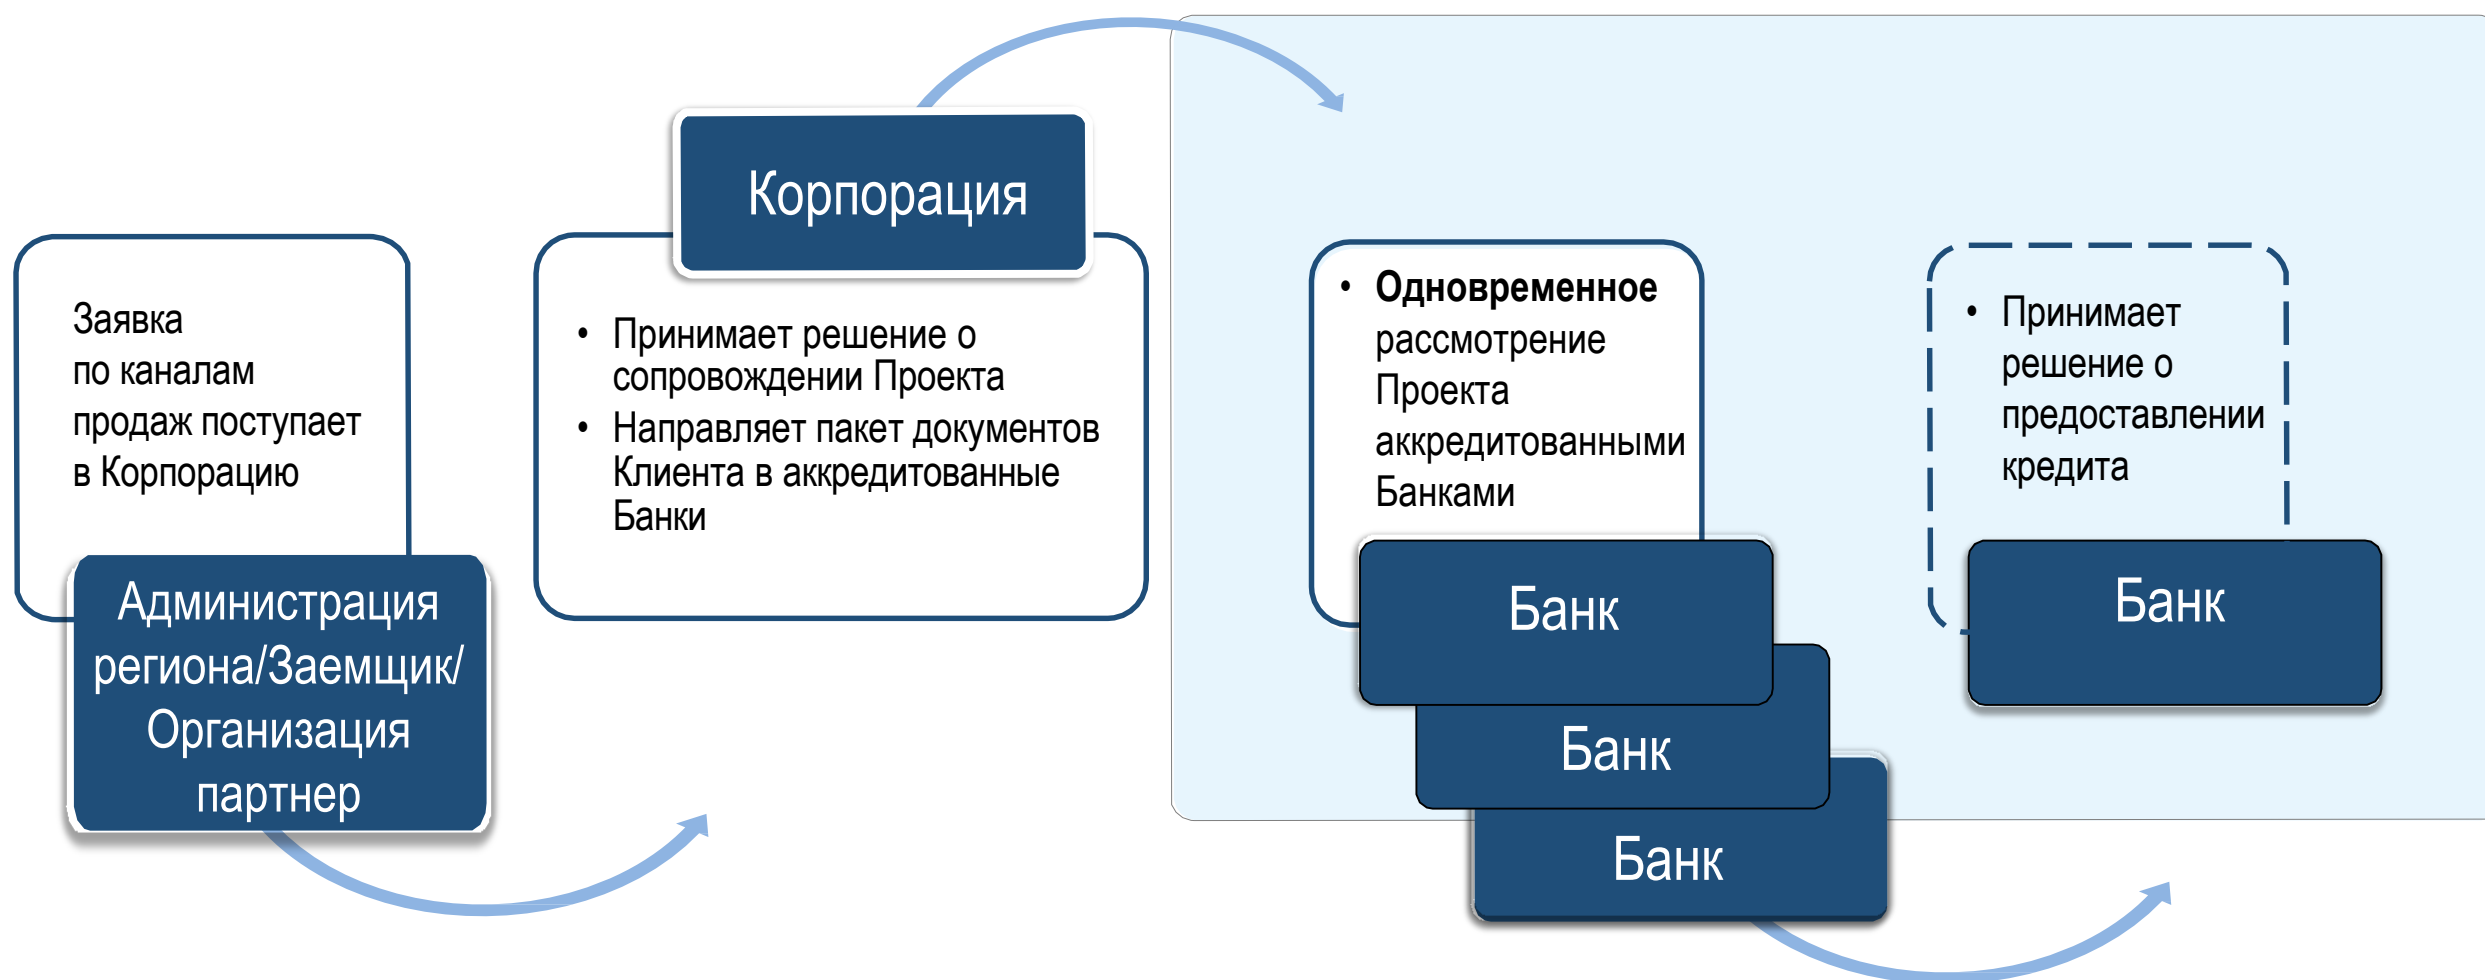 Заявка
по каналам
продаж поступает
в Корпорацию
Администрация
региона/Заемщик/
Организация
партнер
Корпорация
• Принимает решение о
сопровождении Проекта
• Направляет пакет документов
Клиента в аккредитованные
Банки
• Одновременное
рассмотрение
Проекта
аккредитованными
Банками
Банк
Банк
Банк
• Принимает
решение о
предоставлении
кредита
Банк